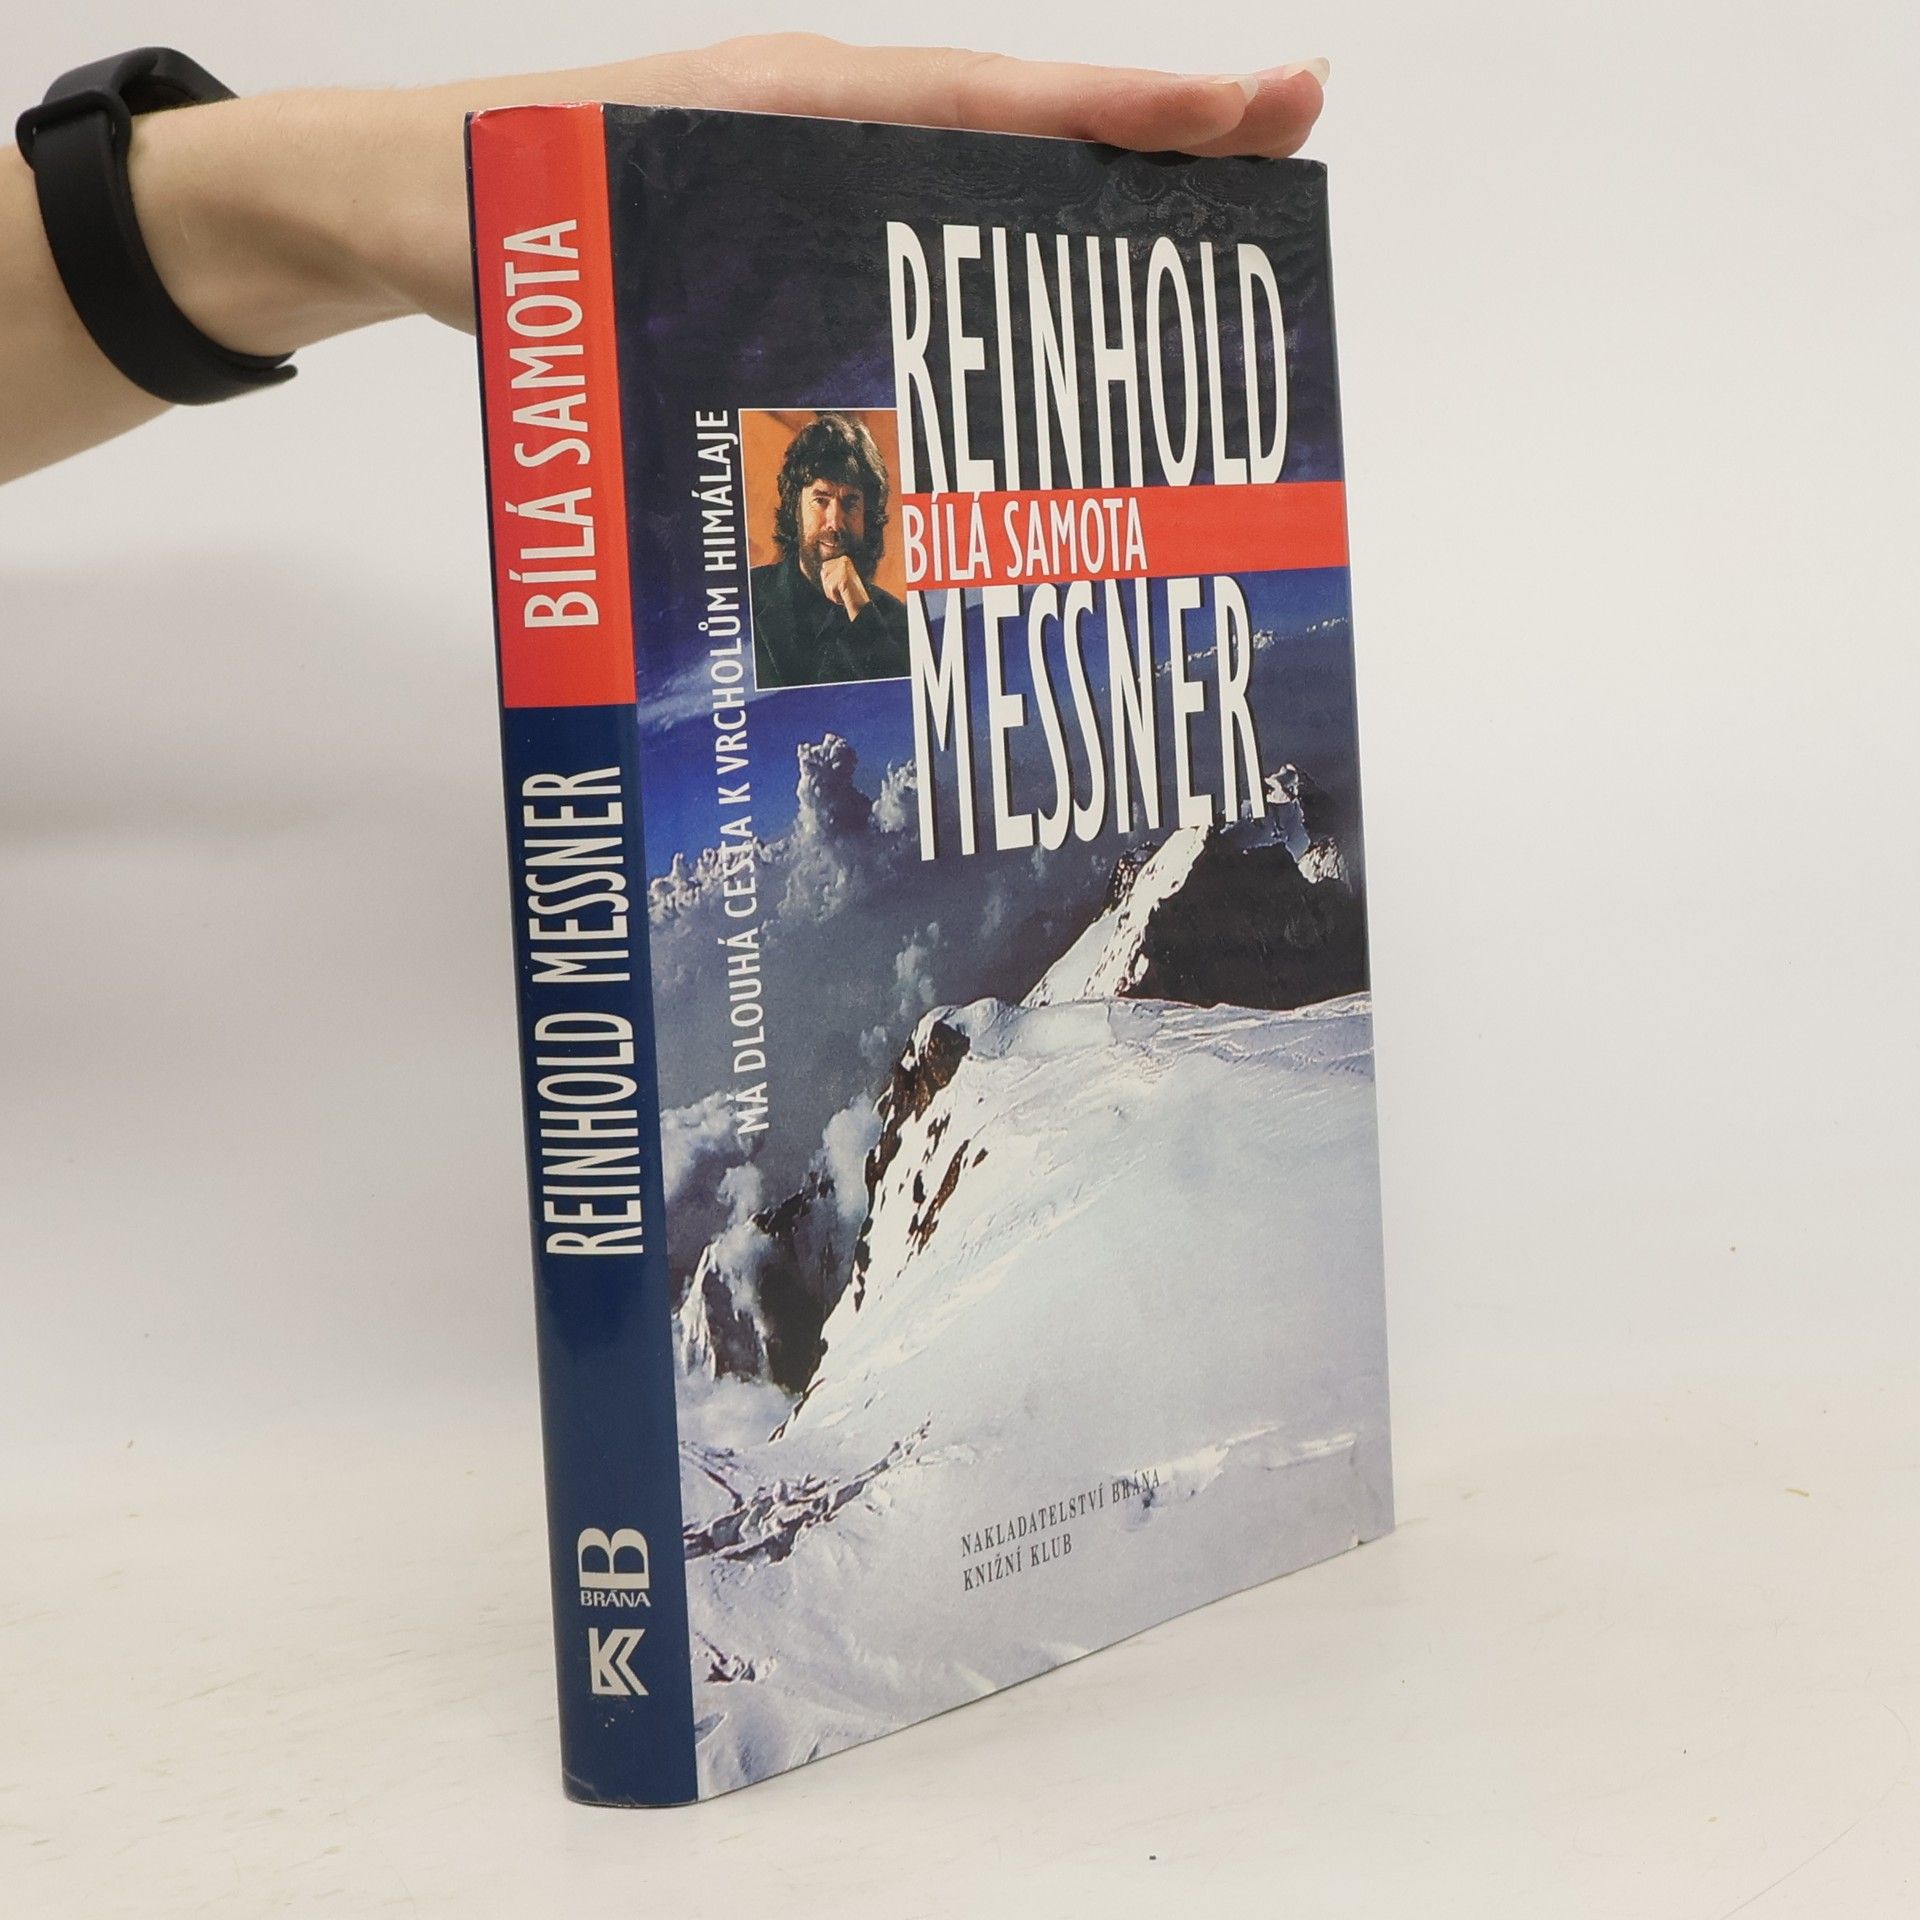 BÍLÁ SAMOTA
REINHOLD MESSNER
B
BRÁNA
REINHOLD
BÍLÁ SAMOTA
MESSNER
MÁ DLOUHÁ CESTA K VRCHOLŮM HIMÁLAJE
NAKLADATELSTVÍ BRÁNA
KNIŽNÍ KLUB